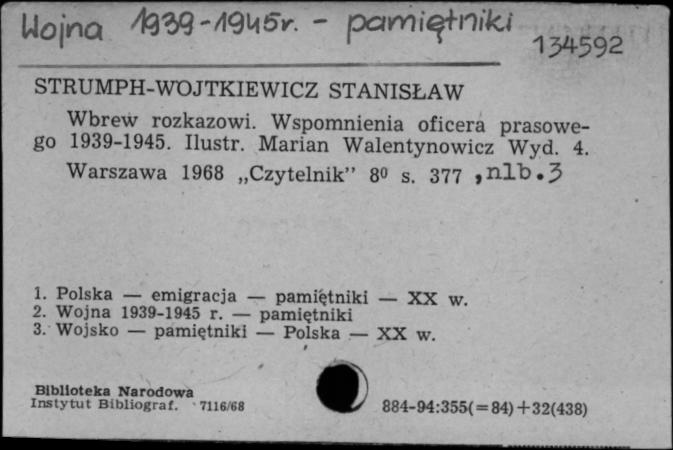 Wojna 1939-1945r. - pamiętniki
134592
STRUMPH-WOJTKIEWICZ STANISŁAW
Wbrew rozkazowi. Wspomnienia oficera prasowe-
go 1939-1945. Ilustr. Marian Walentynowicz Wyd. 4.
Warszawa 1968 „Czytelnik” 8⁰ s. 377 , nlb. 3
1. Polska — emigracja — pamiętniki — XX w.
2. Wojna 1939-1945 r. — pamiętniki
3. Wojsko — pamiętniki — Polska — XX w.
Biblioteka Narodowa
Instytut Bibliograf. 7116/68
884-94:355(=84)+32(438)